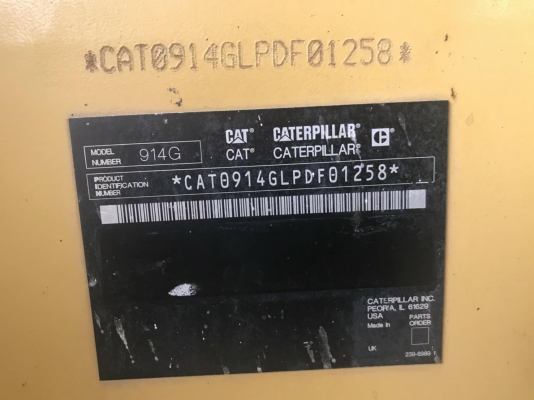 *CAT0914GLPDF01258*
CAT® CATERPILLAR® C®
MODEL NUMBER 914G CAT® CATERPILLAR®
PRODUCT IDENTIFICATION NUMBER *CAT0914GLPDF01258*
CATERPILLAR INC.
PEORIA, IL 61629
USA
Made in
PARTS ORDER
UK